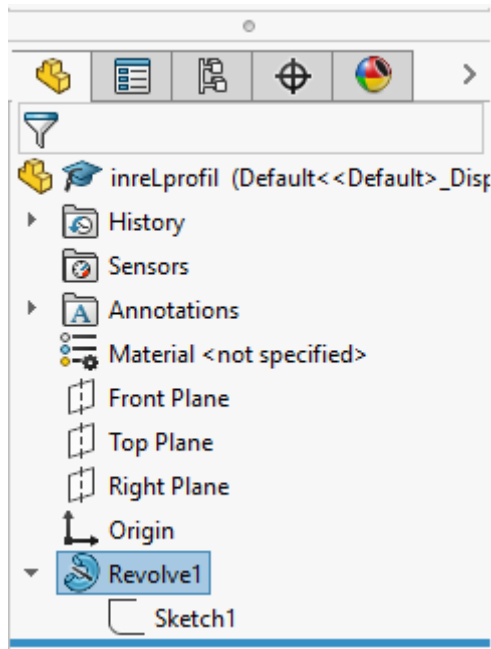 inreLprofil (Default<<Default>_Disp
History
Sensors
Annotations
Material <not specified>
Front Plane
Top Plane
Right Plane
Origin
Revolve1
Sketch1